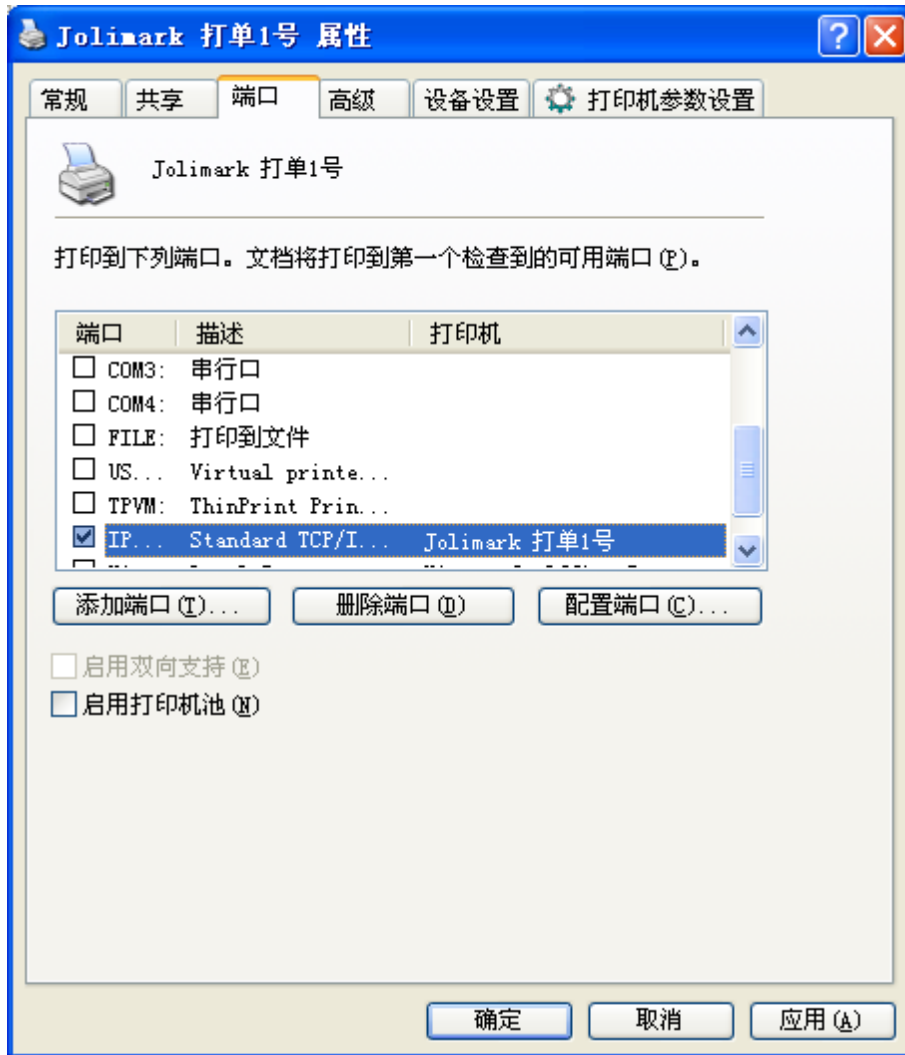 Jolimark 打单1号 属性
常规 共享 端口 高级 设备设置 打印机参数设置
Jolimark 打单1号
打印到下列端口。文档将打印到第一个检查到的可用端口(P)。
端口 描述 打印机
COM3: 串行口
COM4: 串行口
FILE: 打印到文件
US... Virtual printe...
TPVM: ThinPrint Prin...
IP... Standard TCP/I... Jolimark 打单1号
添加端口(T)... 删除端口(D) 配置端口(C)...
启用双向支持(E)
启用打印机池(N)
确定 取消 应用(A)